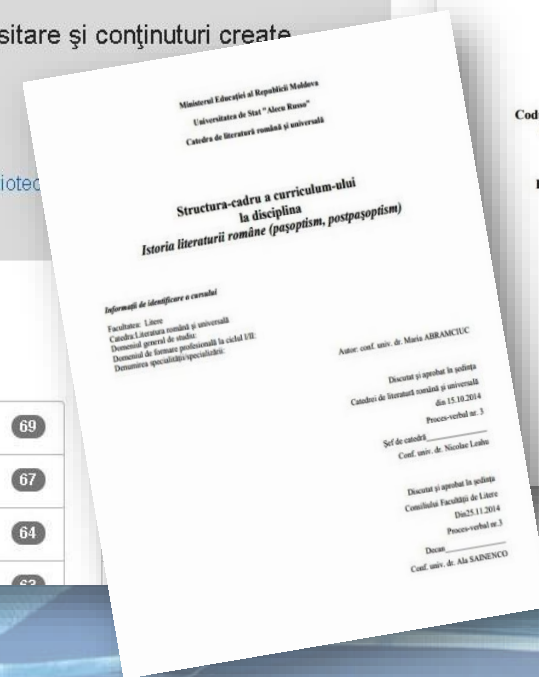 sitare şi conţinuturi create
Ministerul Educaţiei al Republicii Moldova
Universitatea de Stat "Alecu Russo"
Catedra de literatură română şi universală
Structura-cadru a curriculum-ului
la disciplina
Istoria literaturii române (paşoptism, postpaşoptism)
Informaţii de identificare a cursului
Facultatea: Litere
Catedra:Literatura română şi universală
Domeniul general de studiu:
Domeniul de formare profesională la ciclul I/II:
Denumirea specialităţii/specializării:
Autor: conf. univ. dr. Maria ABRAMCIUC
Discutat şi aprobat în şedinţa
Catedrei de literatură română şi universală
din 15.10.2014
Proces-verbal nr. 3
Şef de catedră
Conf. univ. dr. Nicolae Leahu
Discutat şi aprobat în şedinţa
Consiliului Facultăţii de Litere
Din25.11.2014
Proces-verbal nr.3
Decan
Conf. univ. dr. Ala SAINENCO
iotec
Cod
69
67
64
63